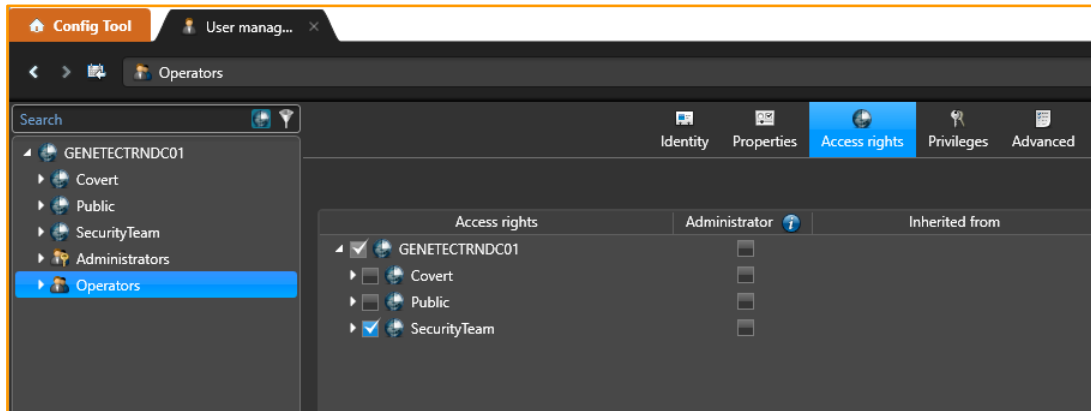 Config Tool
User manag...
Operators
Search
GENETECTRNDC01
Covert
Public
SecurityTeam
Administrators
Operators
Identity
Properties
Access rights
Privileges
Advanced
Access rights Administrator Inherited from
GENETECTRNDC01
Covert
Public
SecurityTeam